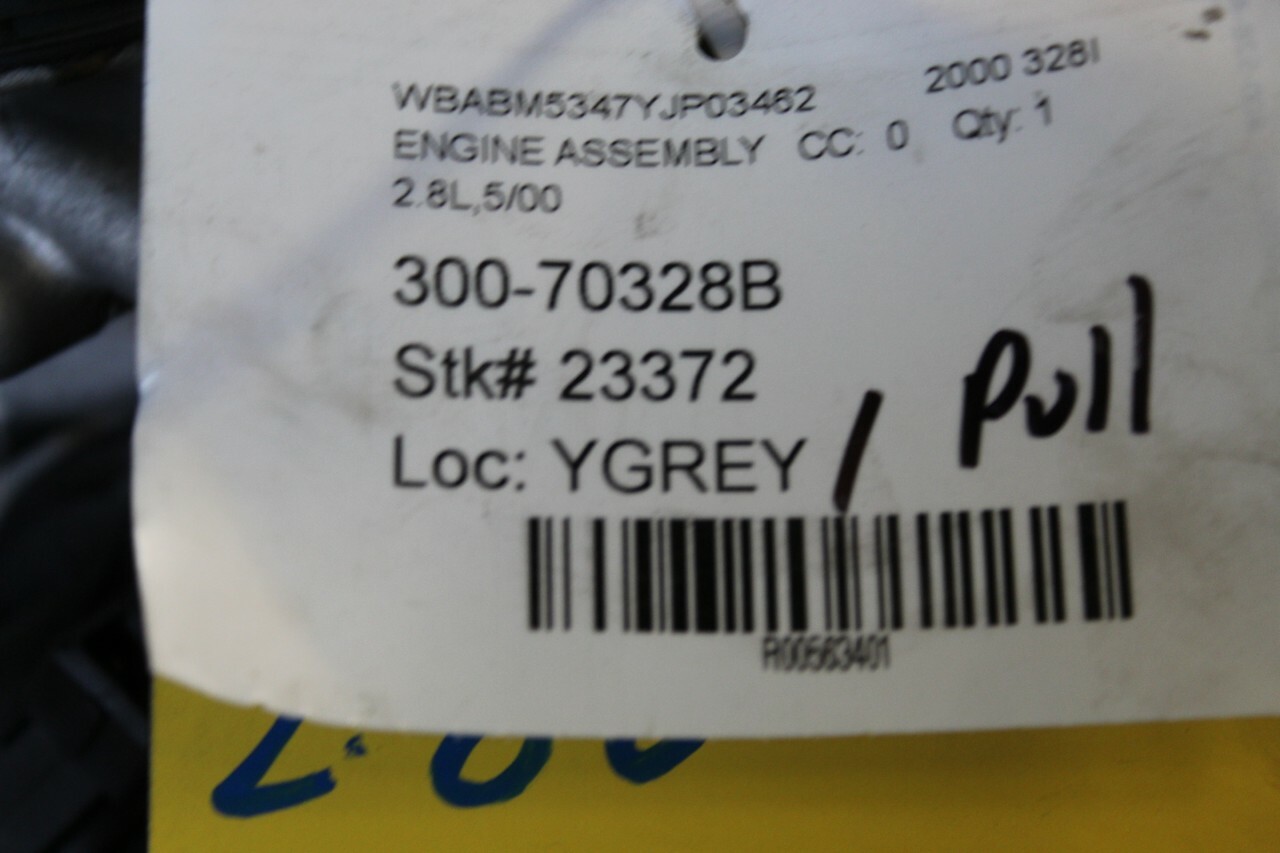 WBABM5347YJP03462 2000 328I
ENGINE ASSEMBLY CC: 0 Qty: 1
2.8L,5/00
300-70328B
Stk# 23372
Loc: YGREY / Pull
R00563401